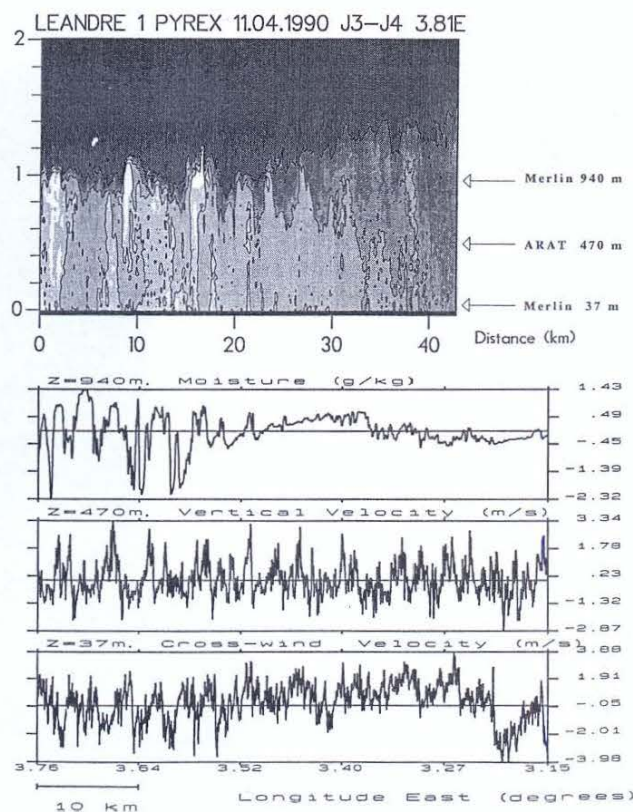 LEANDRE 1 PYREX 11.04.1990 J3-J4 3.81E
2
1
0
Merlin 940 m
ARAT 470 m
Merlin 37 m
0 10 20 30 40
Distance (km)
Z=940m. Moisture (g/kg)
1.43
.49
-.45
-1.39
-2.32
Z=470m. Vertical Velocity (m/s)
3.34
1.78
.23
-1.32
-2.87
Z=37m. Cross-wind Velocity (m/s)
3.88
1.91
-.05
-2.01
-3.98
3.76 3.64 3.52 3.40 3.27 3.15
10 km
Longitude East (degrees)